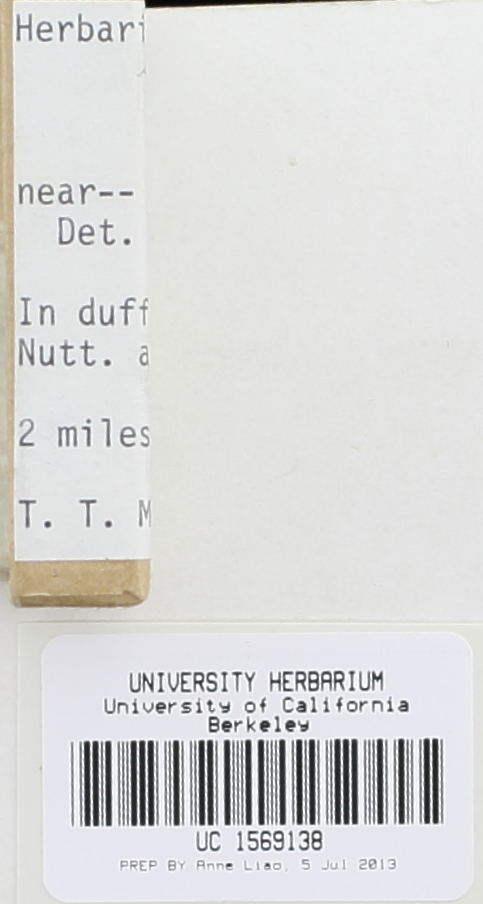 Herbari
near--
Det.
In duff
Nutt. a
2 miles
T. T. M
UNIVERSITY HERBARIUM
University of California
Berkeley
UC 1569138
PREP BY Anne Liao, 5 Jul 2013